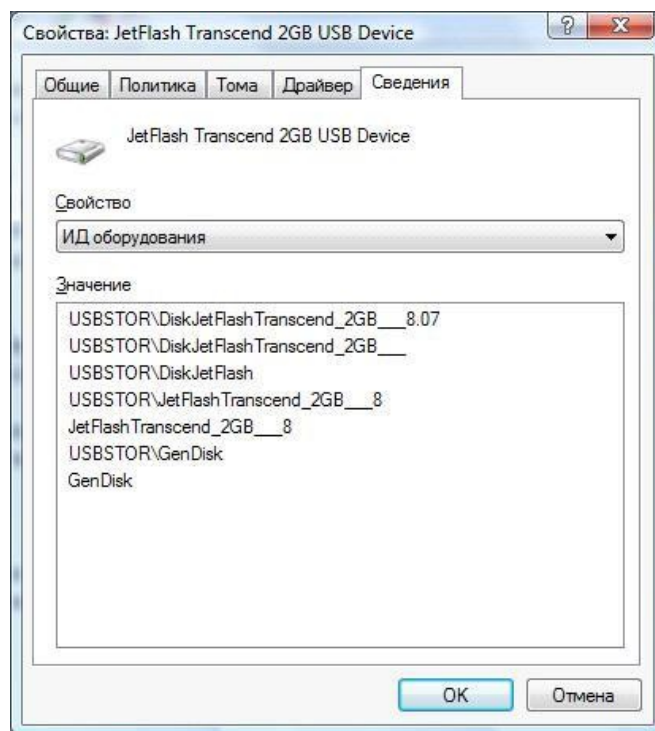 Свойства: JetFlash Transcend 2GB USB Device
Общие Политика Тома Драйвер Сведения
JetFlash Transcend 2GB USB Device
Свойство
ИД оборудования
Значение
USBSTOR\DiskJetFlashTranscend_2GB___8.07
USBSTOR\DiskJetFlashTranscend_2GB___
USBSTOR\DiskJetFlash
USBSTOR\JetFlashTranscend_2GB___8
JetFlashTranscend_2GB___8
USBSTOR\GenDisk
GenDisk
OK Отмена